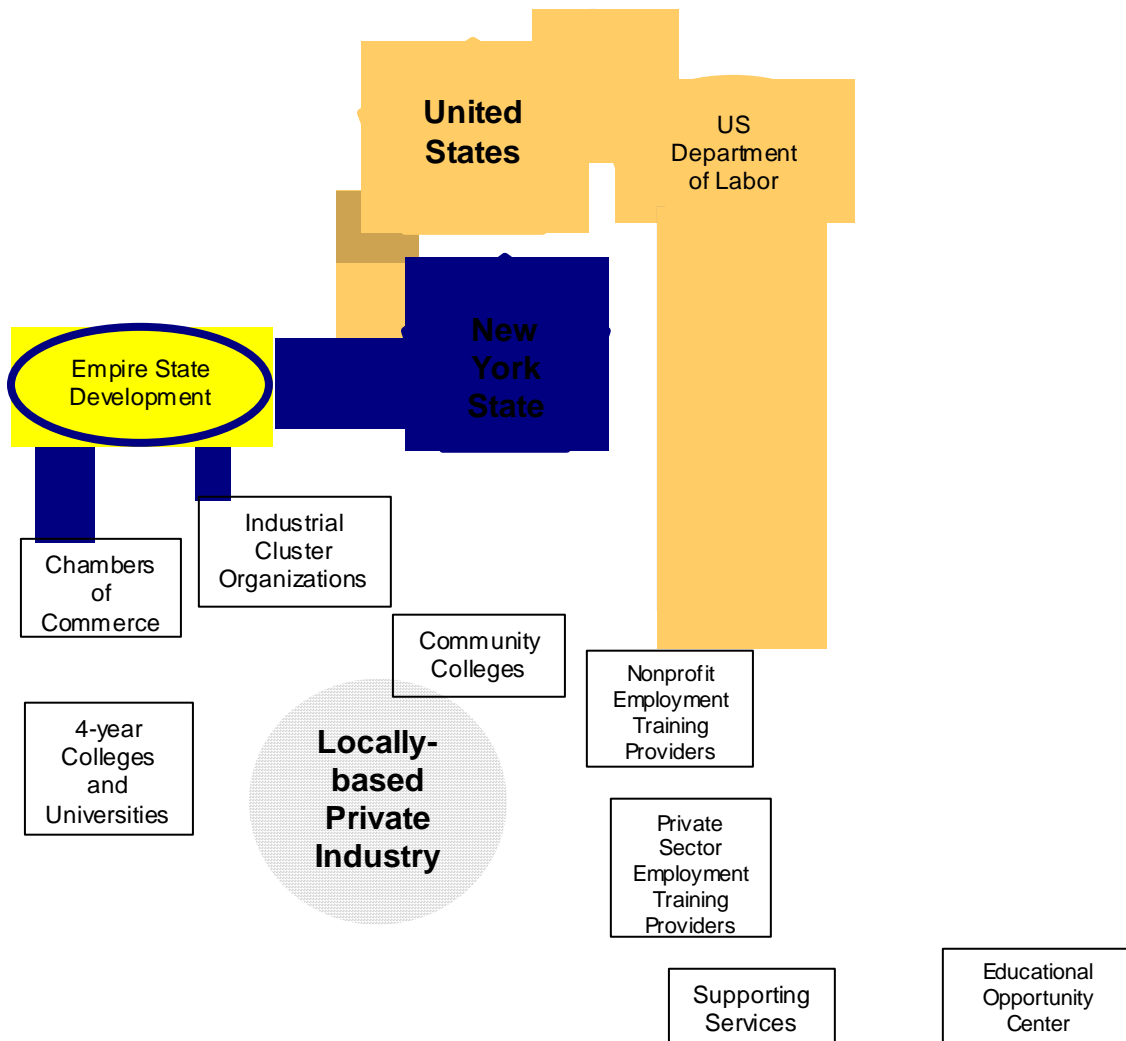 United
States
US
Department
of Labor
New
York
State
Empire State
Development
Industrial
Cluster
Organizations
Chambers
of
Commerce
Community
Colleges
Nonprofit
Employment
Training
Providers
4-year
Colleges
and
Universities
Locally-
based
Private
Industry
Private
Sector
Employment
Training
Providers
Supporting
Services
Educational
Opportunity
Center